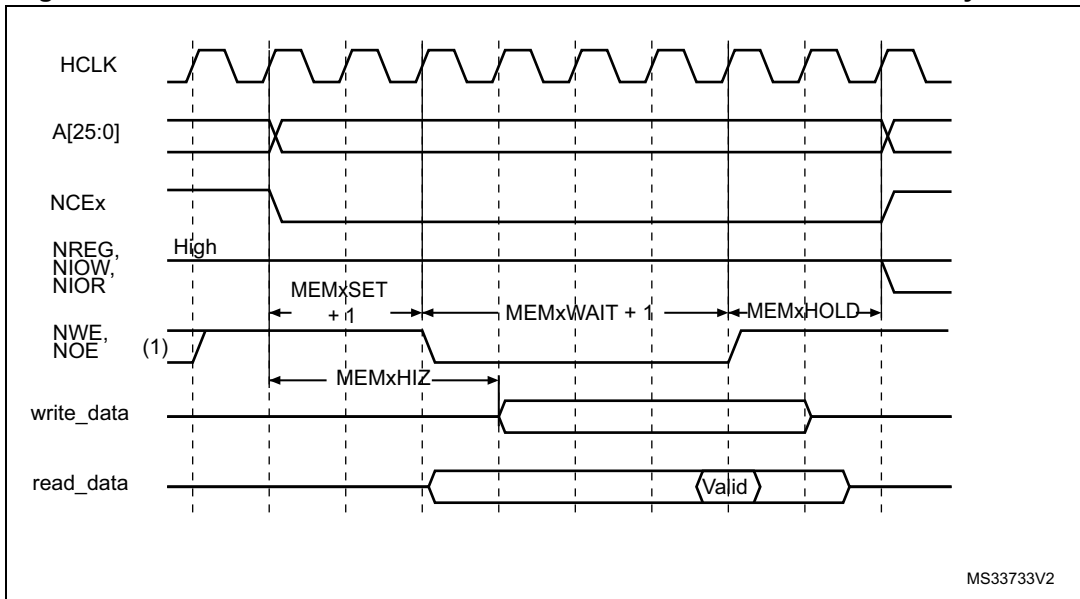 HCLK
A[25:0]
NCEx
NREG,
NIOW,
NIOR
High
MEMxSET
+ 1
MEMxWAIT + 1
MEMxHOLD
NWE,
NOE
(1)
MEMxHIZ
write_data
read_data
Valid
MS33733V2